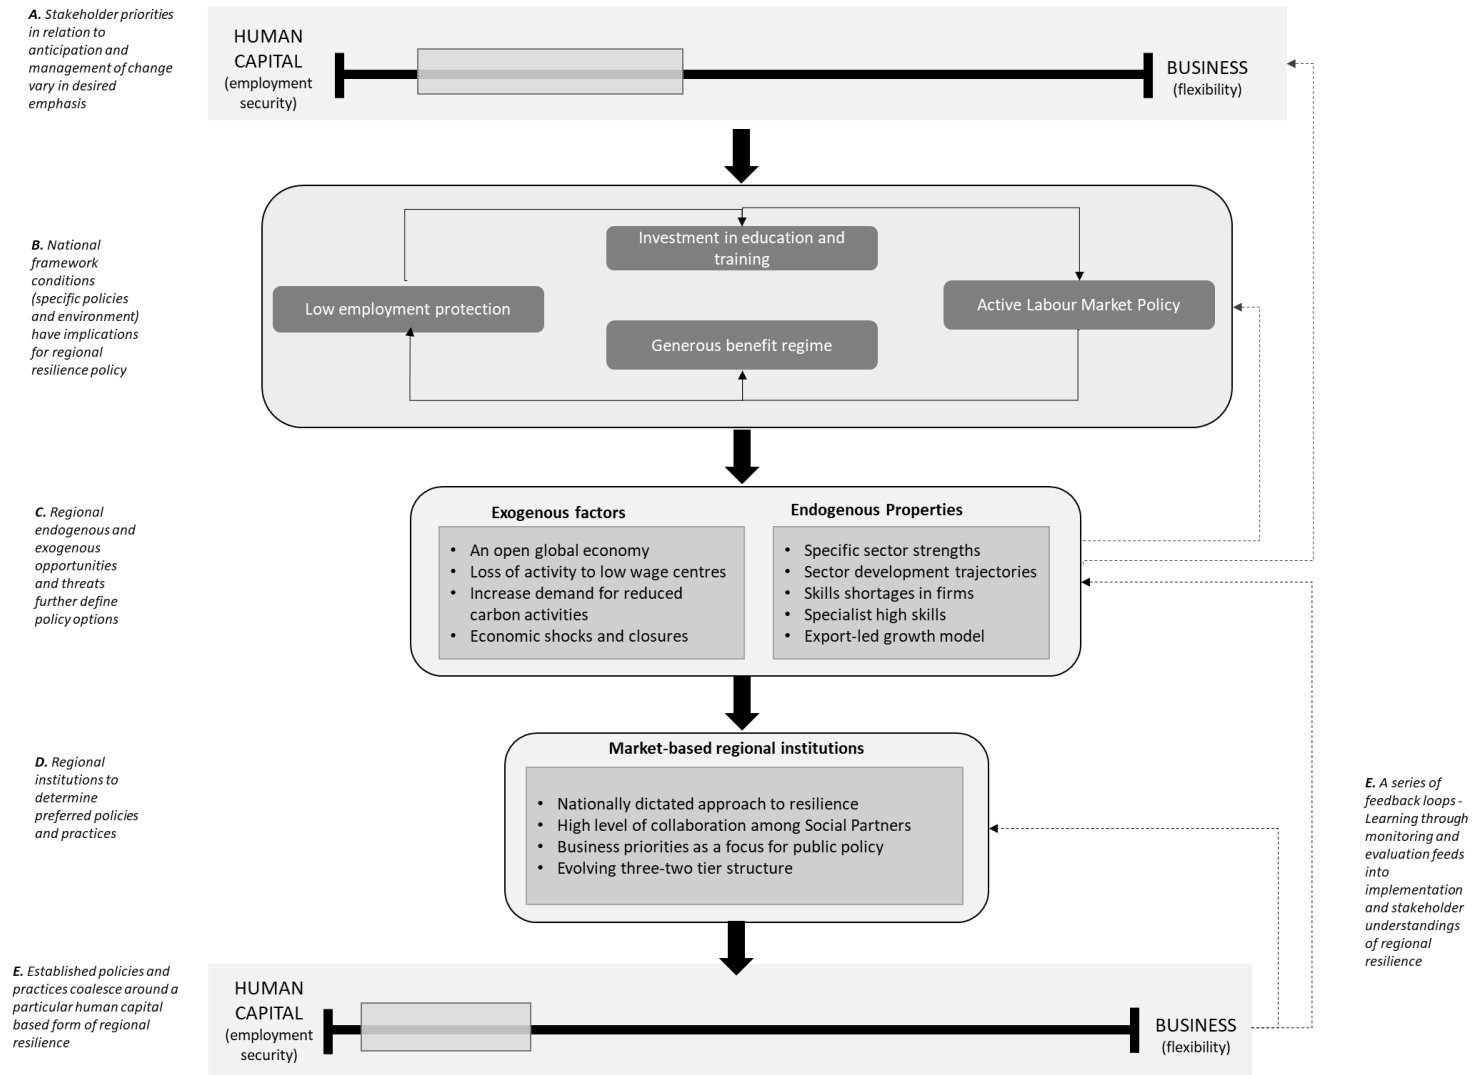 A. Stakeholder priorities
in relation to
anticipation and
management of change
vary in desired
emphasis
HUMAN
CAPITAL
(employment
security)
BUSINESS
(flexibility)
B. National
framework
conditions
(specific policies
and environment)
have implications
for regional
resilience policy
Investment in education and
training
Low employment protection
Active Labour Market Policy
Generous benefit regime
C. Regional
endogenous and
exogenous
opportunities
and threats
further define
policy options
Exogenous factors
• An open global economy
• Loss of activity to low wage centres
• Increase demand for reduced
carbon activities
• Economic shocks and closures
Endogenous Properties
• Specific sector strengths
• Sector development trajectories
• Skills shortages in firms
• Specialist high skills
• Export-led growth model
D. Regional
institutions to
determine
preferred policies
and practices
Market-based regional institutions
• Nationally dictated approach to resilience
• High level of collaboration among Social Partners
• Business priorities as a focus for public policy
• Evolving three-two tier structure
E. A series of
feedback loops -
Learning through
monitoring and
evaluation feeds
into
implementation
and stakeholder
understandings
of regional
resilience
E. Established policies and
practices coalesce around a
particular human capital
based form of regional
resilience
HUMAN
CAPITAL
(employment
security)
BUSINESS
(flexibility)